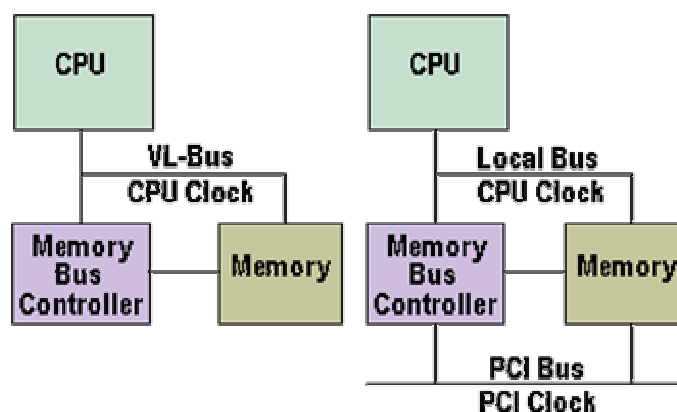 CPU
VL-Bus
CPU Clock
Memory
Bus
Controller
Memory
CPU
Local Bus
CPU Clock
Memory
Bus
Controller
Memory
PCI Bus
PCI Clock